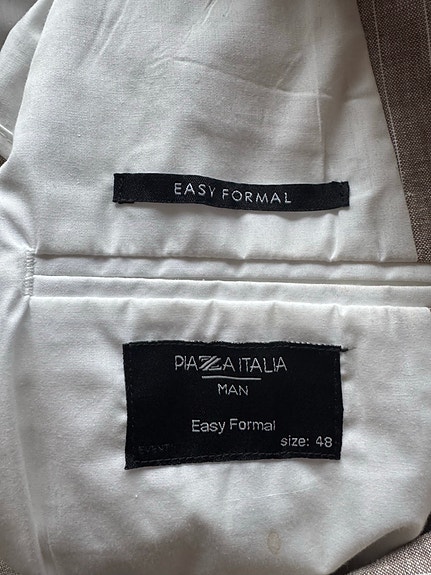 EASY FORMAL
PIAZZA ITALIA
MAN
Easy Formal
size: 48